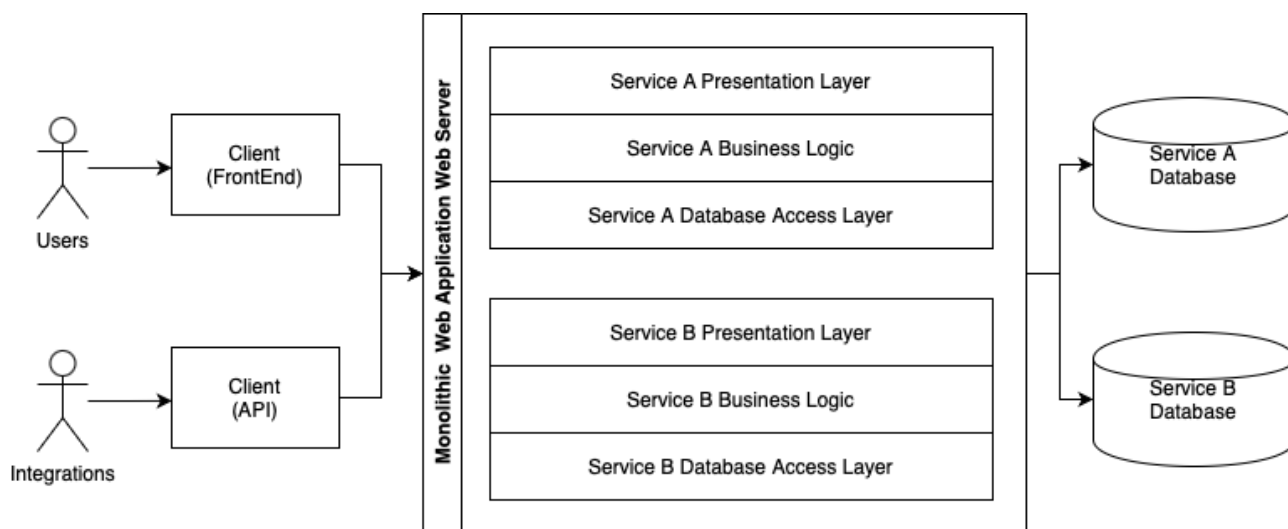 Users
Client
(FrontEnd)
Integrations
Client
(API)
Monolithic Web Application Web Server
Service A Presentation Layer
Service A Business Logic
Service A Database Access Layer
Service B Presentation Layer
Service B Business Logic
Service B Database Access Layer
Service A
Database
Service B
Database